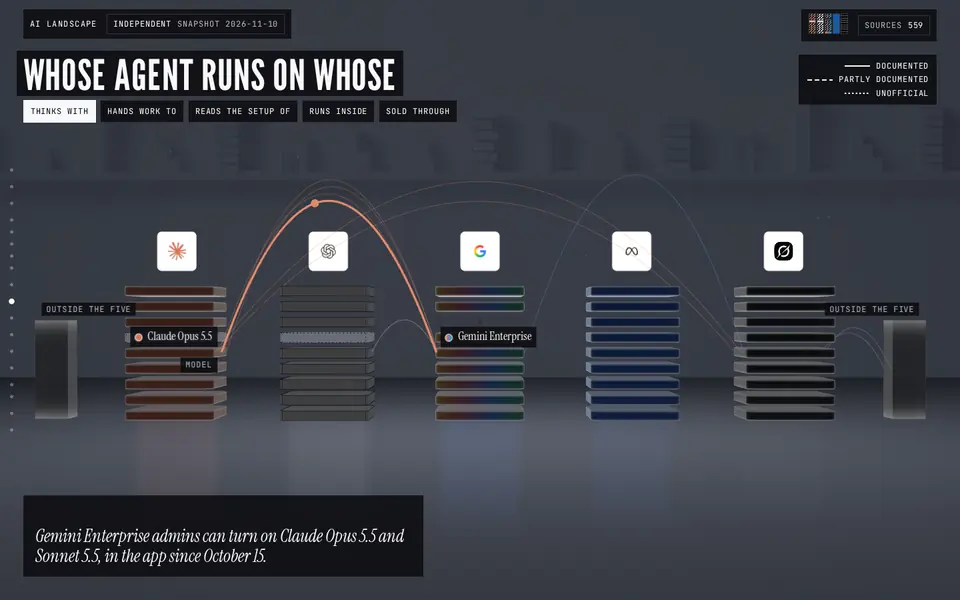 AI LANDSCAPE
INDEPENDENT SNAPSHOT 2026-11-10
SOURCES 559
WHOSE AGENT RUNS ON WHOSE
DOCUMENTED
PARTLY DOCUMENTED
UNOFFICIAL
THINKS WITH
HANDS WORK TO
READS THE SETUP OF
RUNS INSIDE
SOLD THROUGH
OUTSIDE THE FIVE
OUTSIDE THE FIVE
Claude Opus 5.5
Gemini Enterprise
MODEL
Gemini Enterprise admins can turn on Claude Opus 5.5 and
Sonnet 5.5, in the app since October 15.